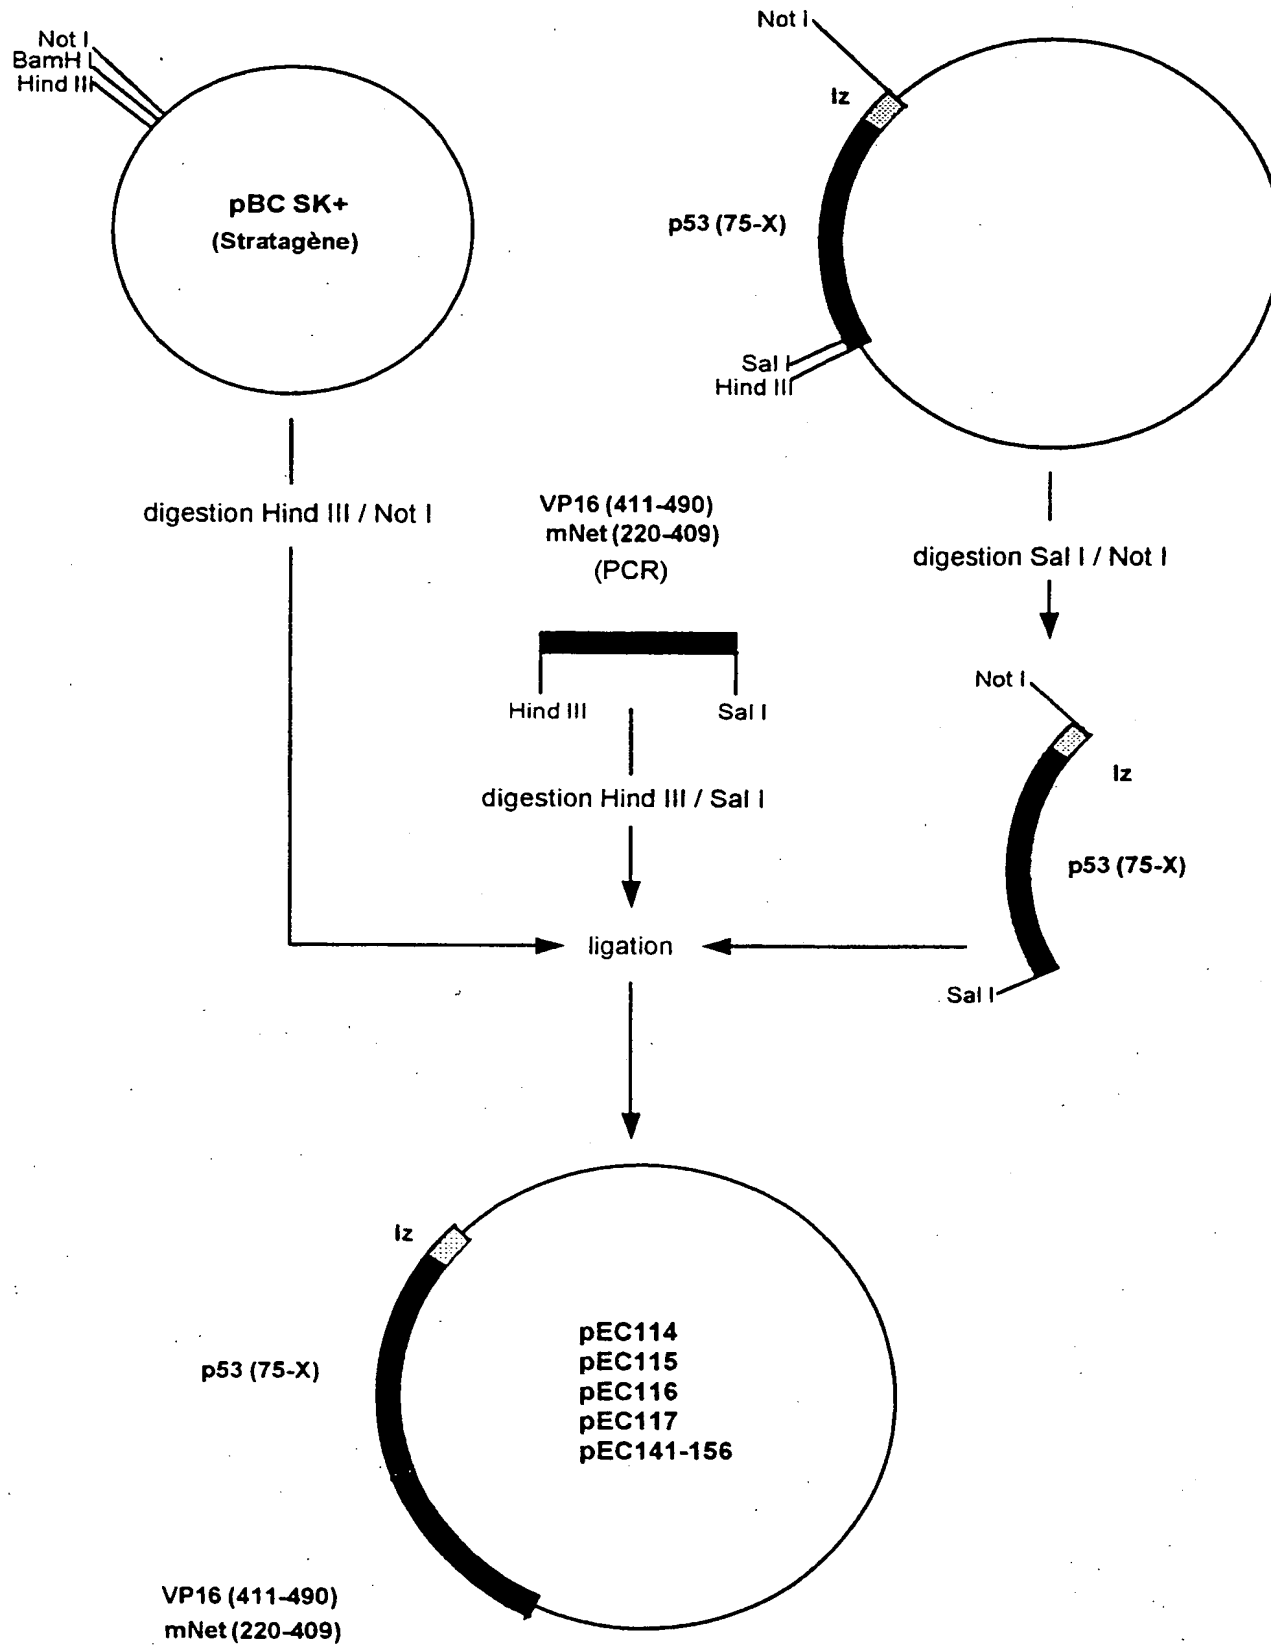 Not I
BamH I
Hind III
pBC SK+
(Stratagène)
Not I
lz
p53 (75-X)
Sal I
Hind III
digestion Hind III / Not I
VP16 (411-490)
mNet (220-409)
(PCR)
Hind III
Sal I
digestion Hind III / Sal I
digestion Sal I / Not I
Not I
lz
p53 (75-X)
Sal I
ligation
lz
p53 (75-X)
pEC114
pEC115
pEC116
pEC117
pEC141-156
VP16 (411-490)
mNet (220-409)